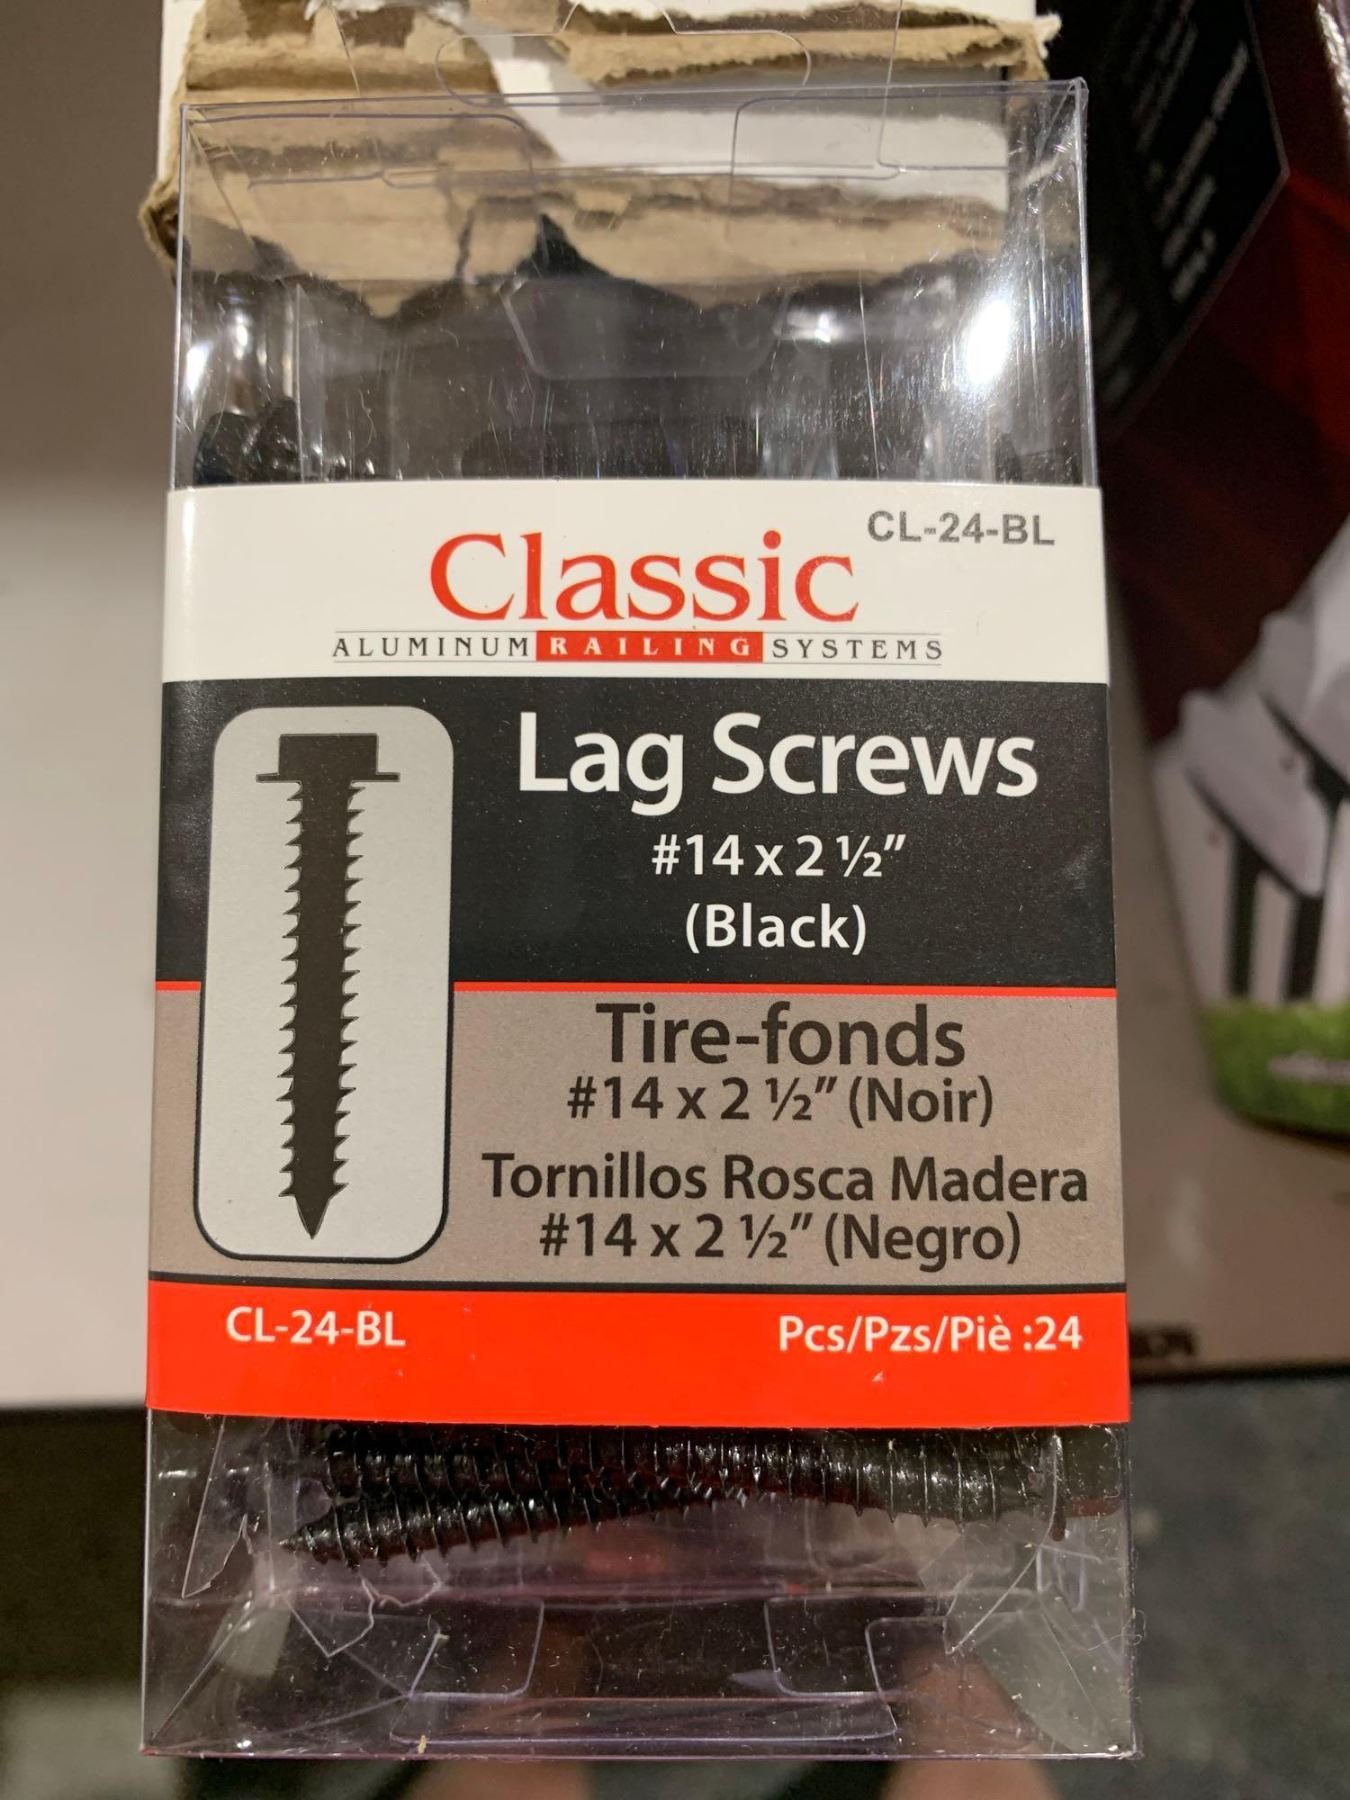 CL-24-BL
Classic
ALUMINUM RAILING SYSTEMS
Lag Screws
#14 x 2 ½"
(Black)
Tire-fonds
#14 x 2 ½" (Noir)
Tornillos Rosca Madera
#14 x 2 ½" (Negro)
CL-24-BL
Pcs/Pzs/Piè :24